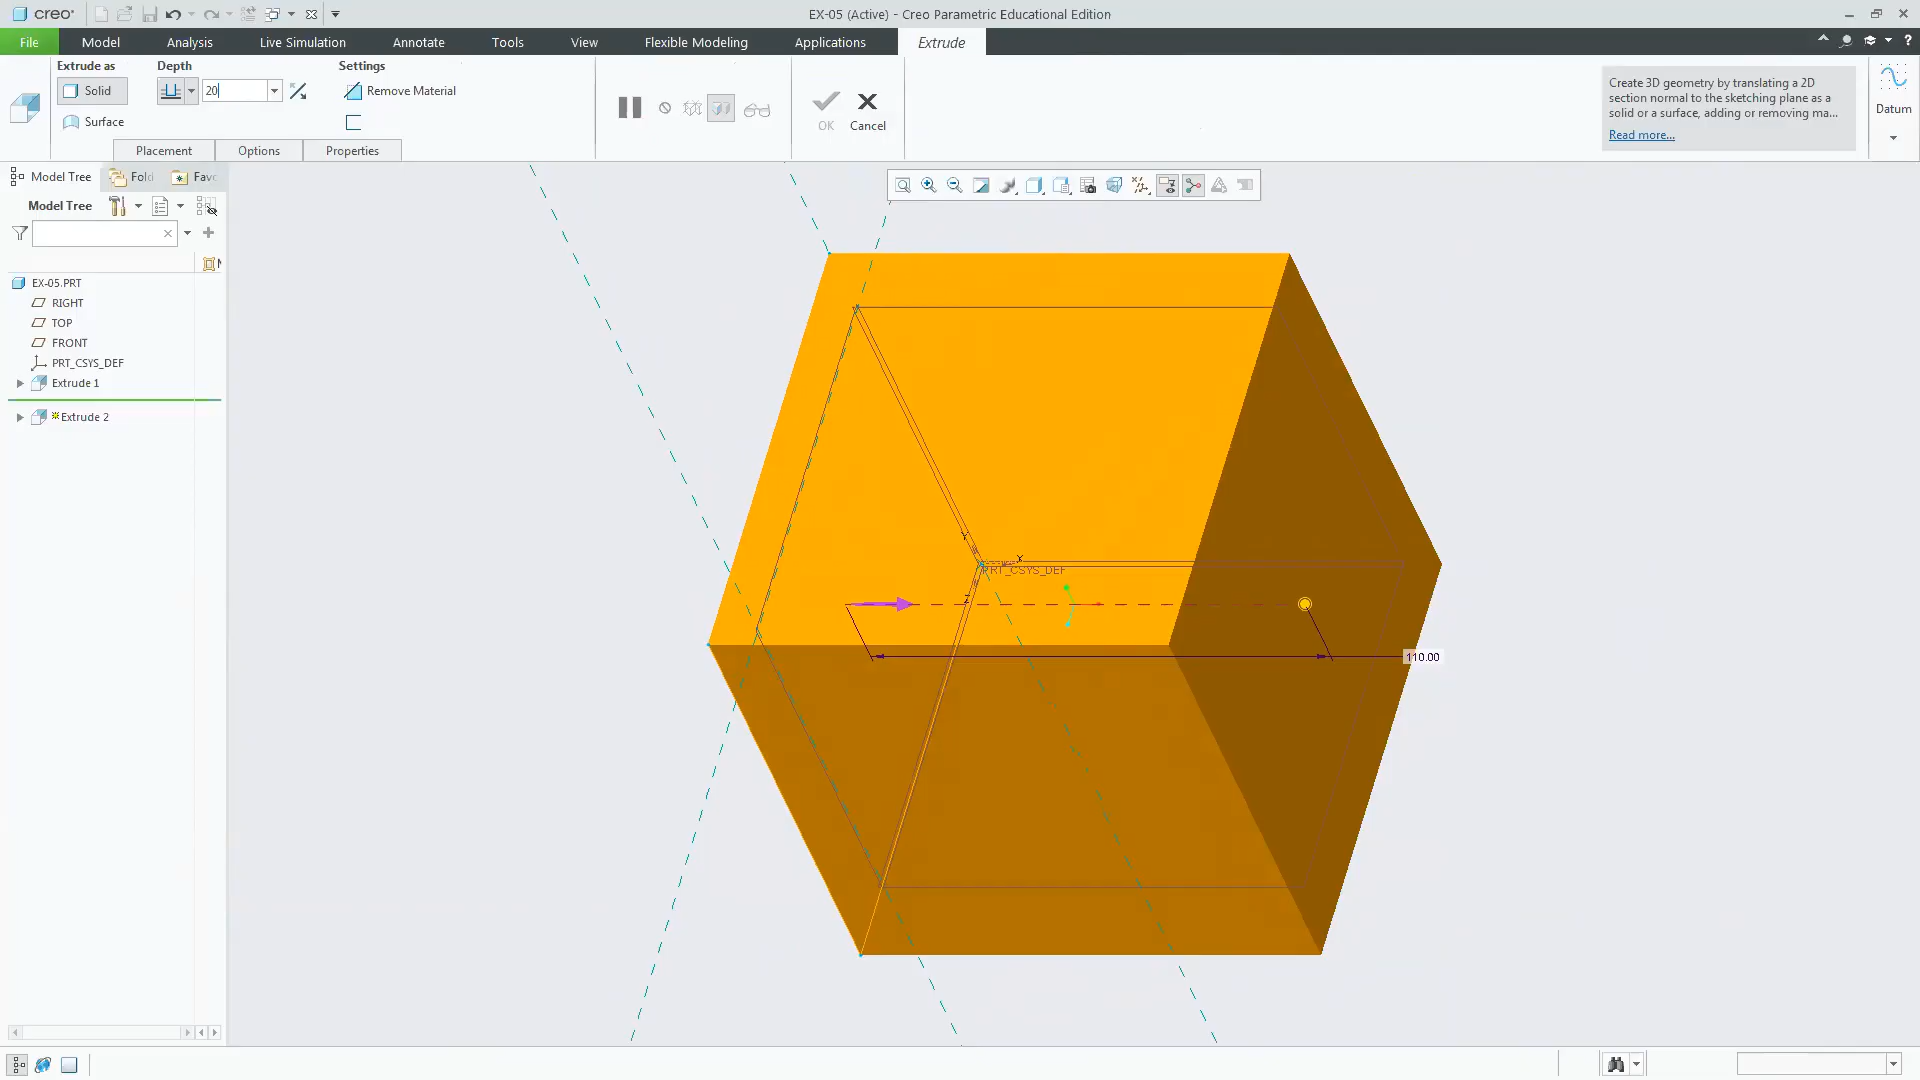 creo
EX-05 (Active) - Creo Parametric Educational Edition
File
Model
Analysis
Live Simulation
Annotate
Tools
View
Flexible Modeling
Applications
Extrude
Extrude as
Depth
Settings
Solid
20
Remove Material
Surface
OK
Cancel
Placement
Options
Properties
Create 3D geometry by translating a 2D
section normal to the sketching plane as a
solid or a surface, adding or removing ma...
Read more...
Datum
Model Tree
Fold
Favo
Model Tree
EX-05.PRT
RIGHT
TOP
FRONT
PRT_CSYS_DEF
Extrude 1
Extrude 2
Y
X
PRT_CSYS_DEF
Z
110.00